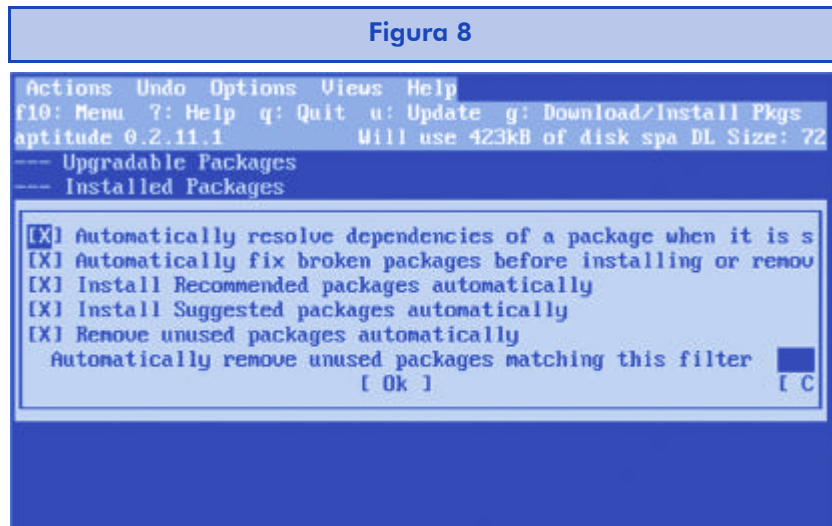 Figura 8
Actions Undo Options Views Help
f10: Menu ?: Help q: Quit u: Update g: Download/Install Pkgs
aptitude 0.2.11.1 Will use 423kB of disk spa DL Size: 72
--- Upgradable Packages
--- Installed Packages
[X] Automatically resolve dependencies of a package when it is s
[X] Automatically fix broken packages before installing or remov
[X] Install Recommended packages automatically
[X] Install Suggested packages automatically
[X] Remove unused packages automatically
Automatically remove unused packages matching this filter
[ Ok ] [ C